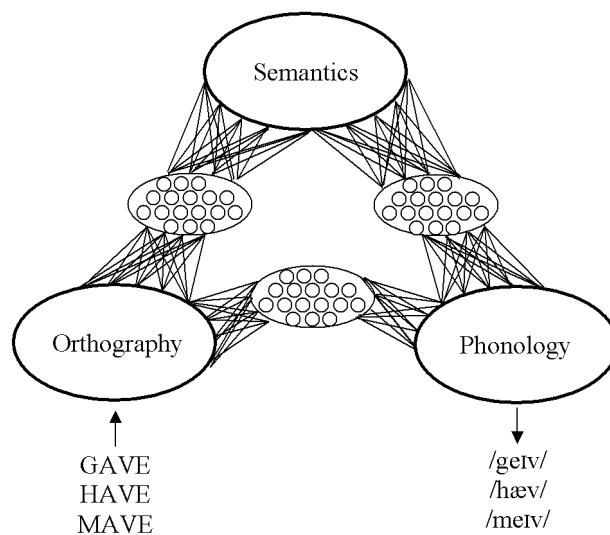 Semantics
Orthography
Phonology
GAVE
HAVE
MAVE
/geɪv/
/hæv/
/meɪv/